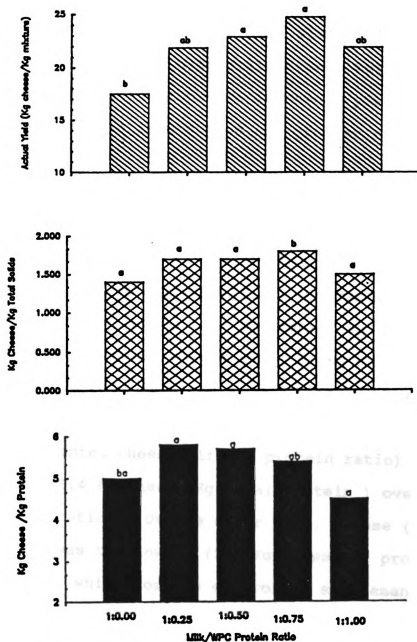 Actual Yield (Kg cheese/Kg mixture)
25
20
15
10
b
ab
a
a
ab
Kg Cheese/Kg Total Solids
2.000
1.500
1.000
0.500
0.000
a
a
a
b
a
Kg Cheese /Kg Protein
6
5
4
3
2
ba
a
a
ab
a
1:0.00 1:0.25 1:0.50 1:0.75 1:1.00
Milk/WPC Protein Ratio